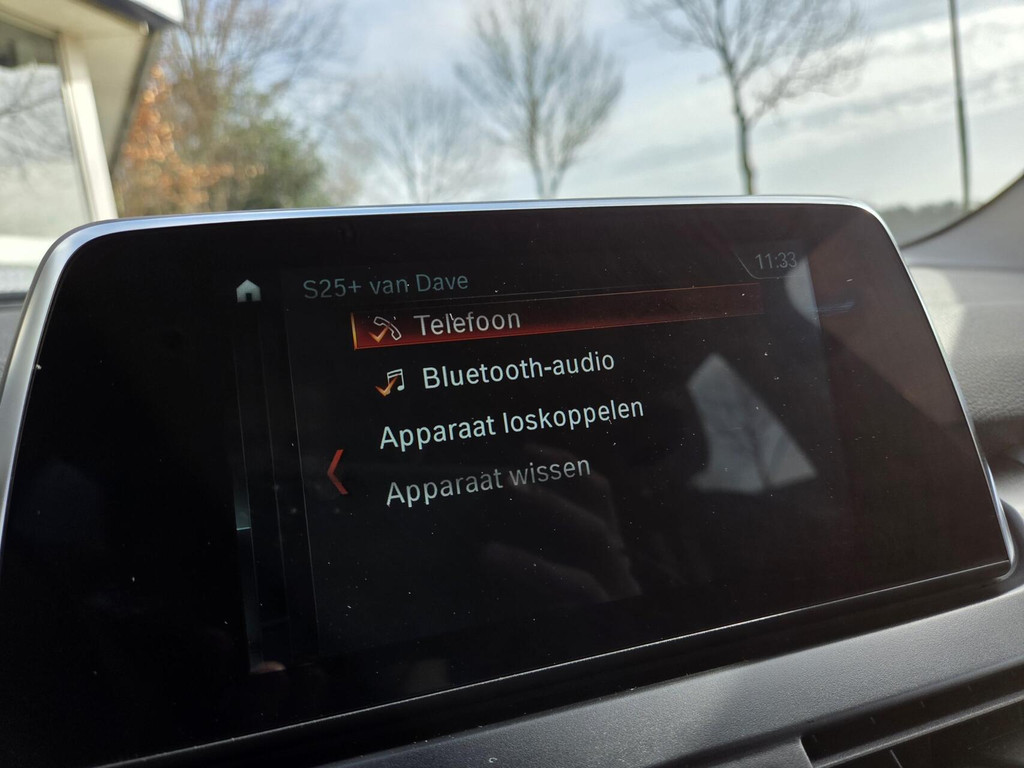 S25+ van Dave
11:33
Telefoon
Bluetooth-audio
Apparaat loskoppelen
Apparaat wissen